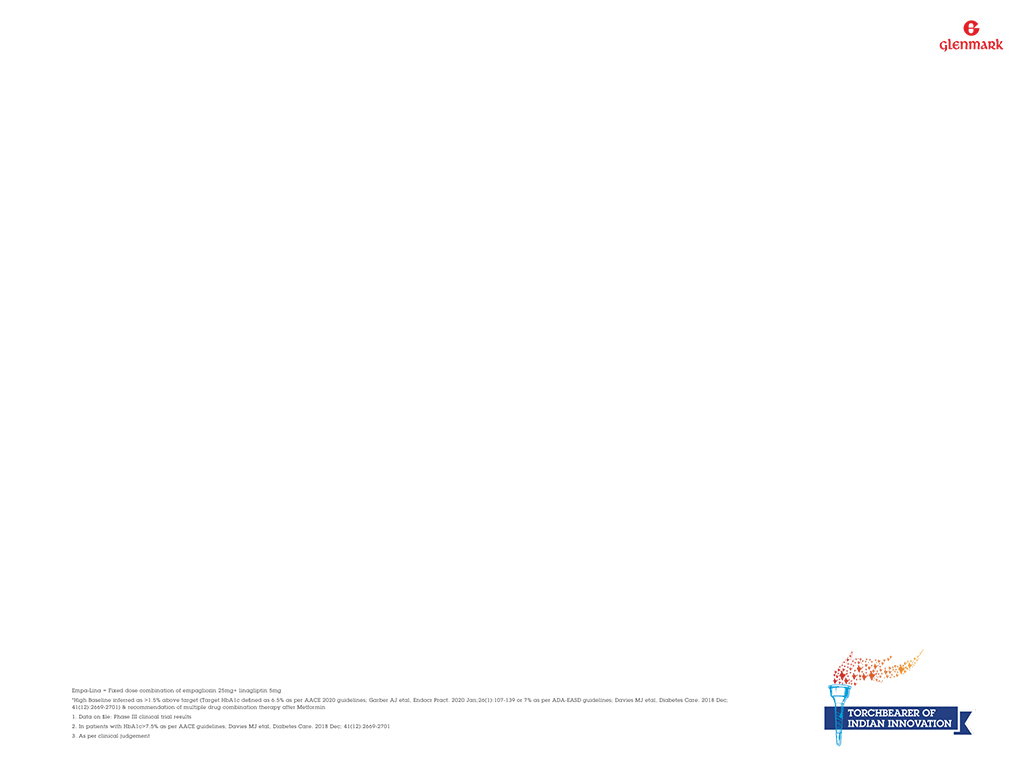 Glenmark
Empa-Lina = Fixed dose combination of empaglionin 25mg+ linagliptin 5mg
*High Baseline inferred as >1.5% above target (Target HbA1c defined as 6.5% as per AACE 2020 guidelines; Garber AJ etal, Endocr Pract. 2020 Jan;26(1):107-139 or 7% as per ADA-EASD guidelines; Davies MJ etal, Diabetes Care. 2018 Dec;
41(12):2669-2701) & recommendation of multiple drug combination therapy after Metformin
1. Data on file: Phase III clinical trial results
2. In patients with HbA1c>7.5% as per AACE guidelines; Davies MJ etal, Diabetes Care. 2018 Dec; 41(12):2669-2701
3. As per clinical judgement
TORCHBEARER OF
INDIAN INNOVATION